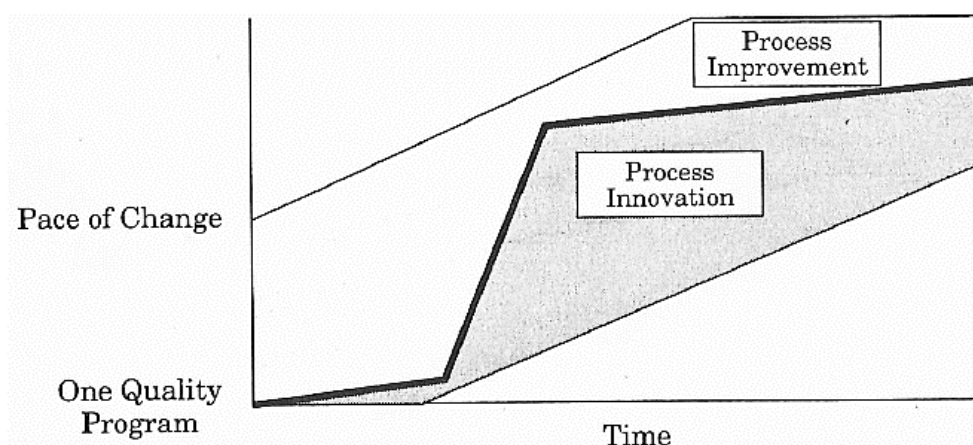 Process
Improvement
Process
Innovation
Pace of Change
One Quality
Program
Time